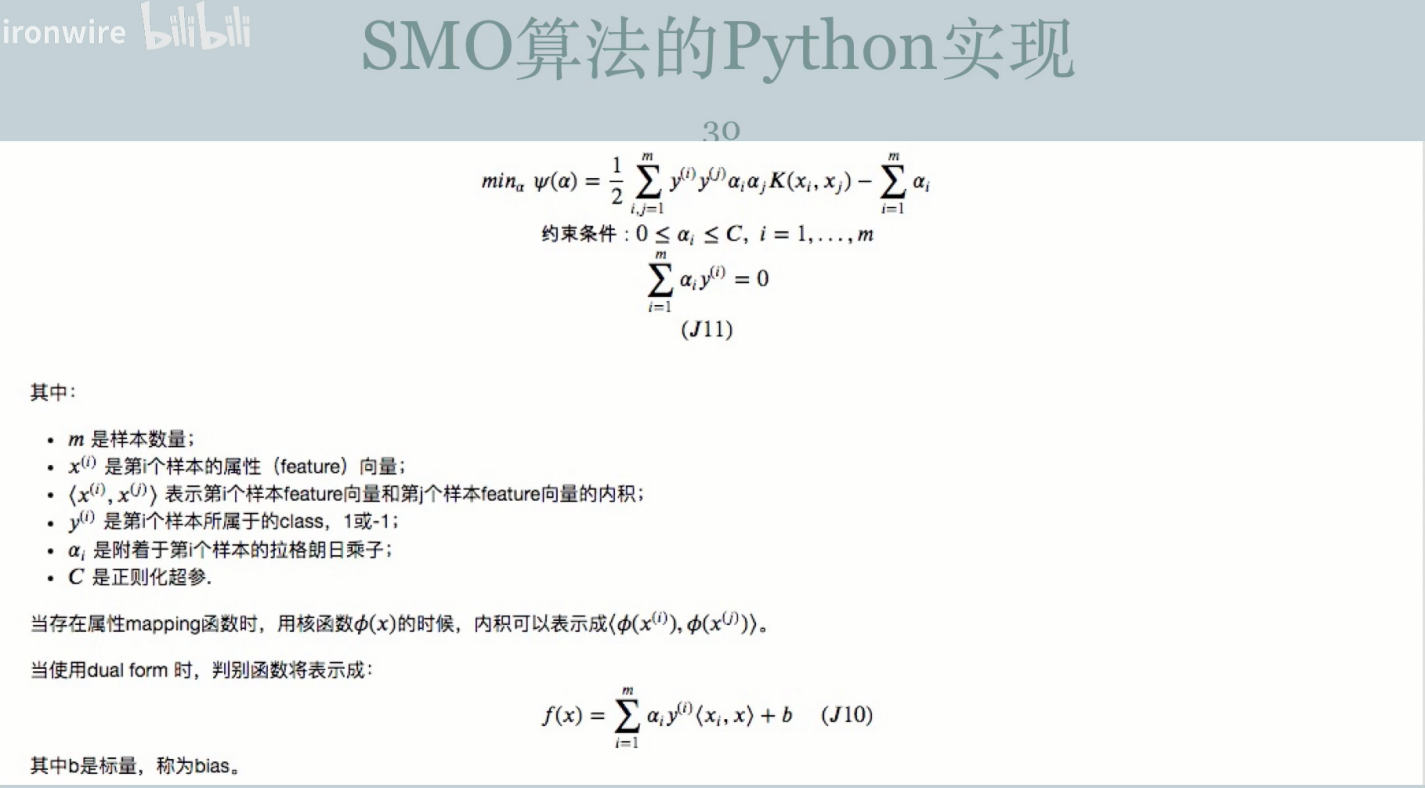 ironwire bilibili
SMO算法的Python实现
30
min_α ψ(α) = \frac{1}{2} \sum_{i,j=1}^{m} y^{(i)} y^{(j)} α_i α_j K(x_i, x_j) − \sum_{i=1}^{m} α_i
约束条件 : 0 ≤ α_i ≤ C, i = 1, . . . , m
\sum_{i=1}^{m} α_i y^{(i)} = 0
(J11)
其中：
• m 是样本数量；
• x^{(i)} 是第i个样本的属性（feature）向量；
• ⟨x^{(i)}, x^{(j)}⟩ 表示第i个样本feature向量和第j个样本feature向量的内积；
• y^{(i)} 是第i个样本所属于的class，1或-1；
• α_i 是附着于第i个样本的拉格朗日乘子；
• C 是正则化超参.
当存在属性mapping函数时，用核函数ϕ(x)的时候，内积可以表示成⟨ϕ(x^{(i)}), ϕ(x^{(j)})⟩。
当使用dual form 时，判别函数将表示成：
f(x) = \sum_{i=1}^{m} α_i y^{(i)} ⟨x_i, x⟩ + b (J10)
其中b是标量，称为bias。